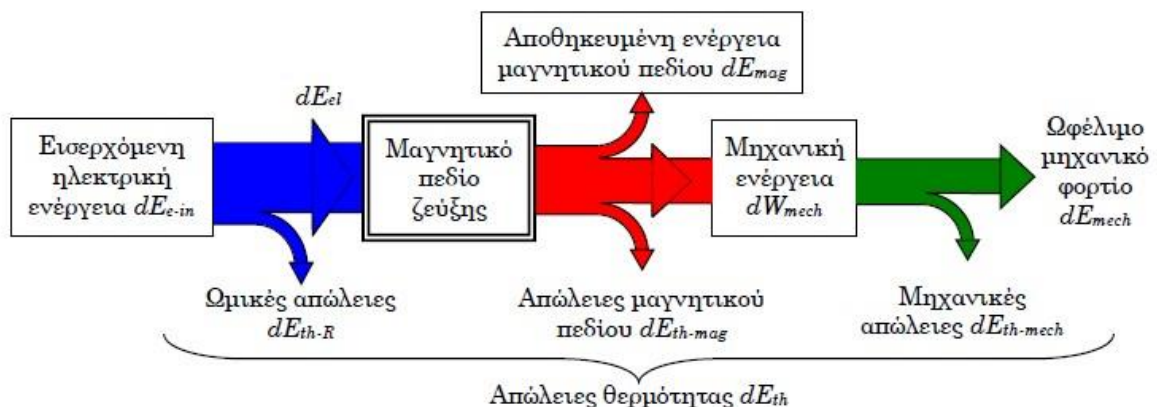 Αποθηκευμένη ενέργεια
μαγνητικού πεδίου dEmag
dEel
Εισερχόμενη
ηλεκτρική
ενέργεια dEe-in
Μαγνητικό
πεδίο
ζεύξης
Μηχανική
ενέργεια
dWmech
Ωφέλιμο
μηχανικό
φορτίο
dEmech
Ωμικές απώλειες
dEth-R
Απώλειες μαγνητικού
πεδίου dEth-mag
Μηχανικές
απώλειες dEth-mech
Απώλειες θερμότητας dEth